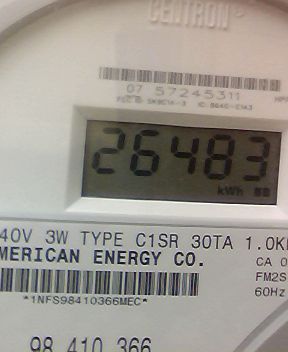 CENTRON
07 57245311
26483
kWh
40V 3W TYPE C1SR 30TA 1.0K
MERICAN ENERGY CO.
CA 0
FM2S
*1NFS98410366MEC*
60Hz
98 410 366